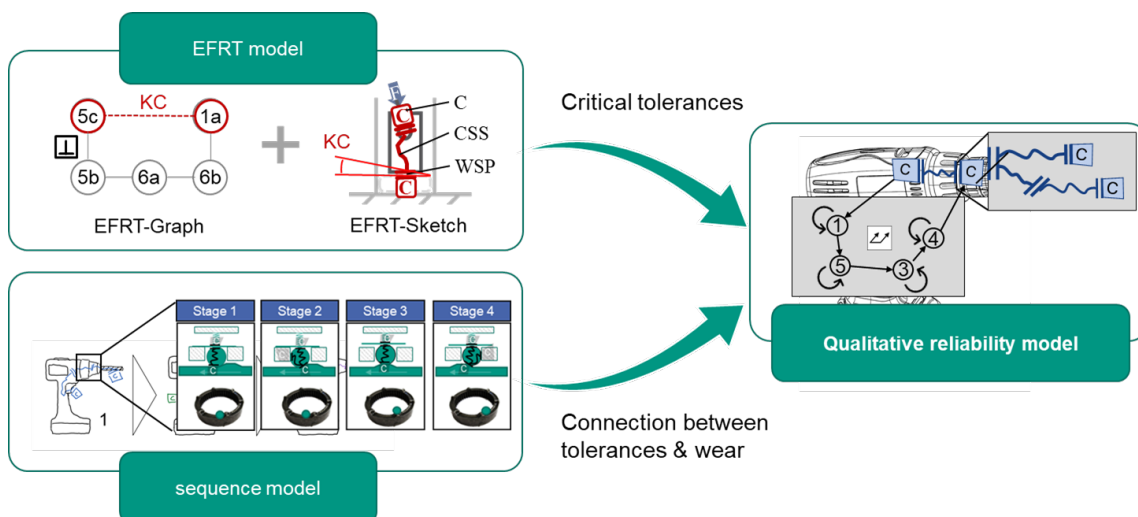 EFRT model
KC
5c
1a
5b
6a
6b
EFRT-Graph
F
C
C
CSS
WSP
KC
C
EFRT-Sketch
Critical tolerances
C
C
C
C
1
4
5
3
Qualitative reliability model
Stage 1
Stage 2
Stage 3
Stage 4
C
C
C
C
1
Connection between
tolerances & wear
sequence model